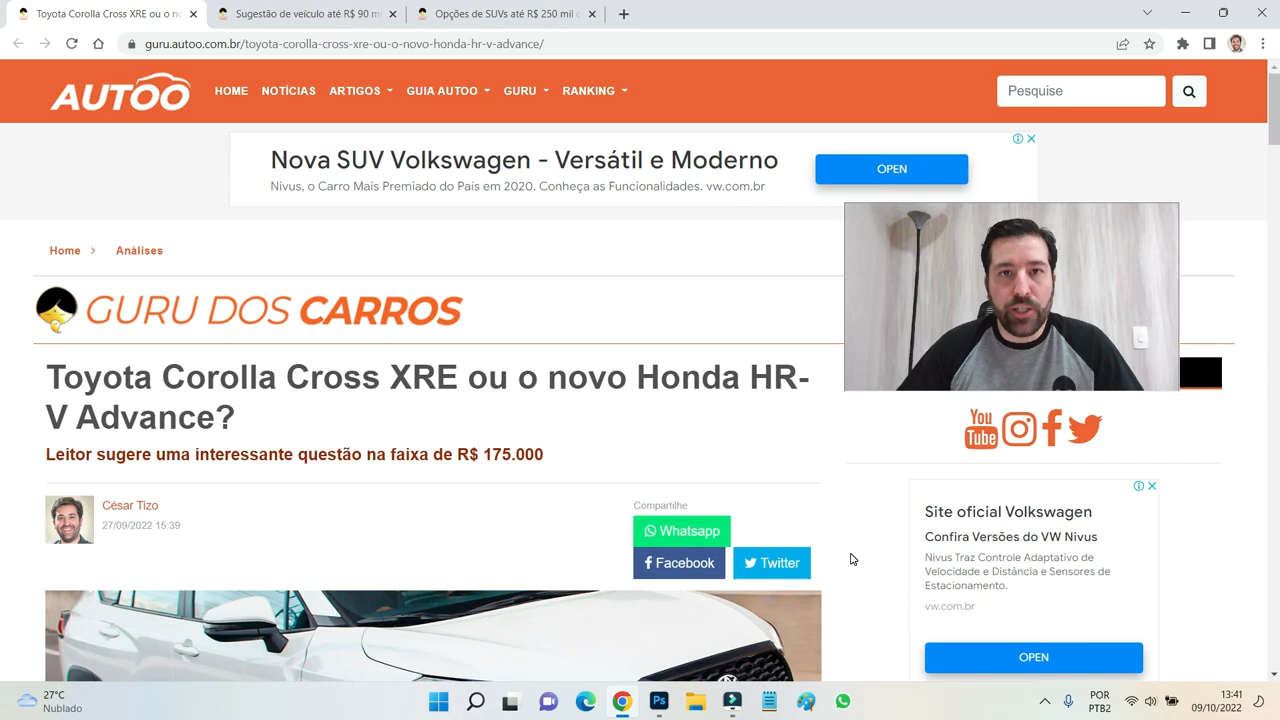 Toyota Corolla Cross XRE ou o n
Sugestão de veículo até R$ 90 m
Opções de SUVs até R$ 250 mil c
guru.autoo.com.br/toyota-corolla-cross-xre-ou-o-novo-honda-hr-v-advance/
AUTOO
HOME
NOTÍCIAS
ARTIGOS
GUIA AUTOO
GURU
RANKING
Pesquise
Nova SUV Volkswagen - Versátil e Moderno
Nivus, o Carro Mais Premiado do País em 2020. Conheça as Funcionalidades. vw.com.br
OPEN
Home
Análises
GURU DOS CARROS
Toyota Corolla Cross XRE ou o novo Honda HR-
V Advance?
Leitor sugere uma interessante questão na faixa de R$ 175.000
César Tizo
27/09/2022 15:39
Compartilhe
Whatsapp
Facebook
Twitter
You
Tube
Site oficial Volkswagen
Confira Versões do VW Nivus
Nivus Traz Controle Adaptativo de
Velocidade e Distância e Sensores de
Estacionamento.
vw.com.br
OPEN
27°C
Nublado
Ps
POR
PTB2
13:41
09/10/2022